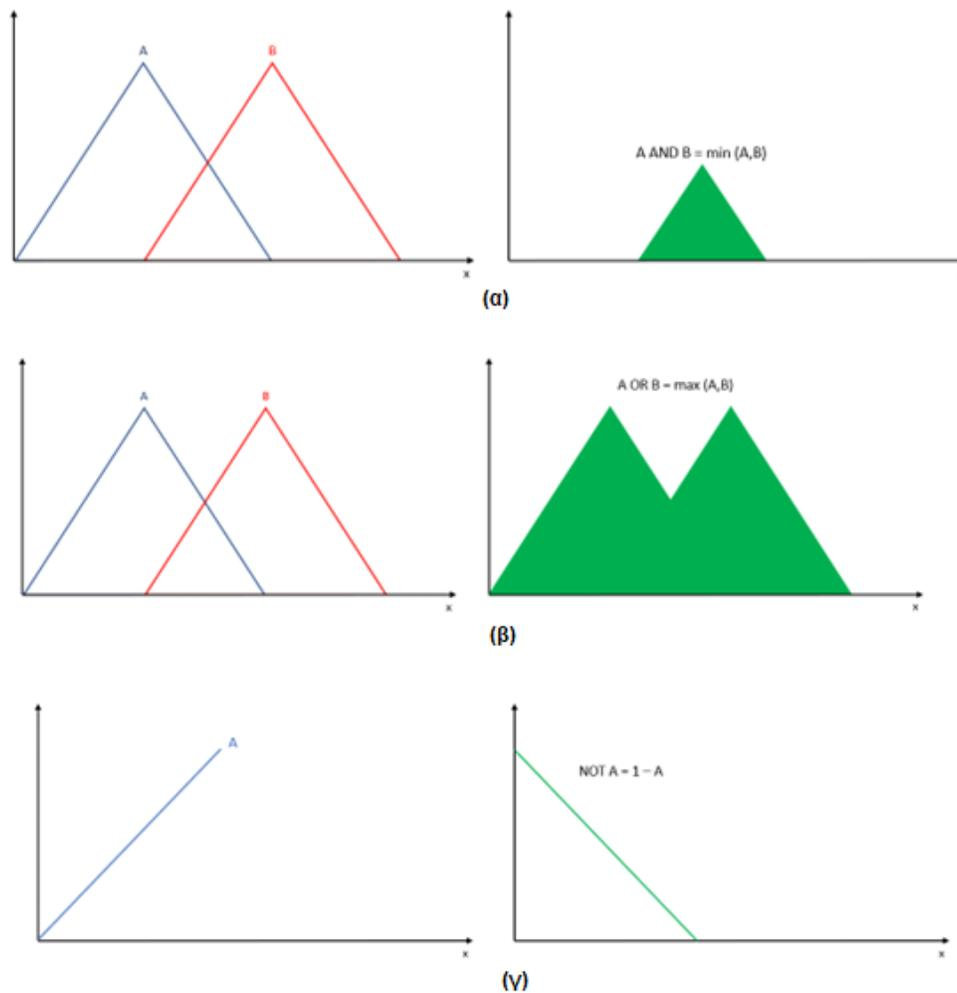 A
B
A AND B = min (A,B)
x
(α)
A
B
A OR B = max (A,B)
x
x
(β)
A
NOT A = 1 – A
x
x
(γ)